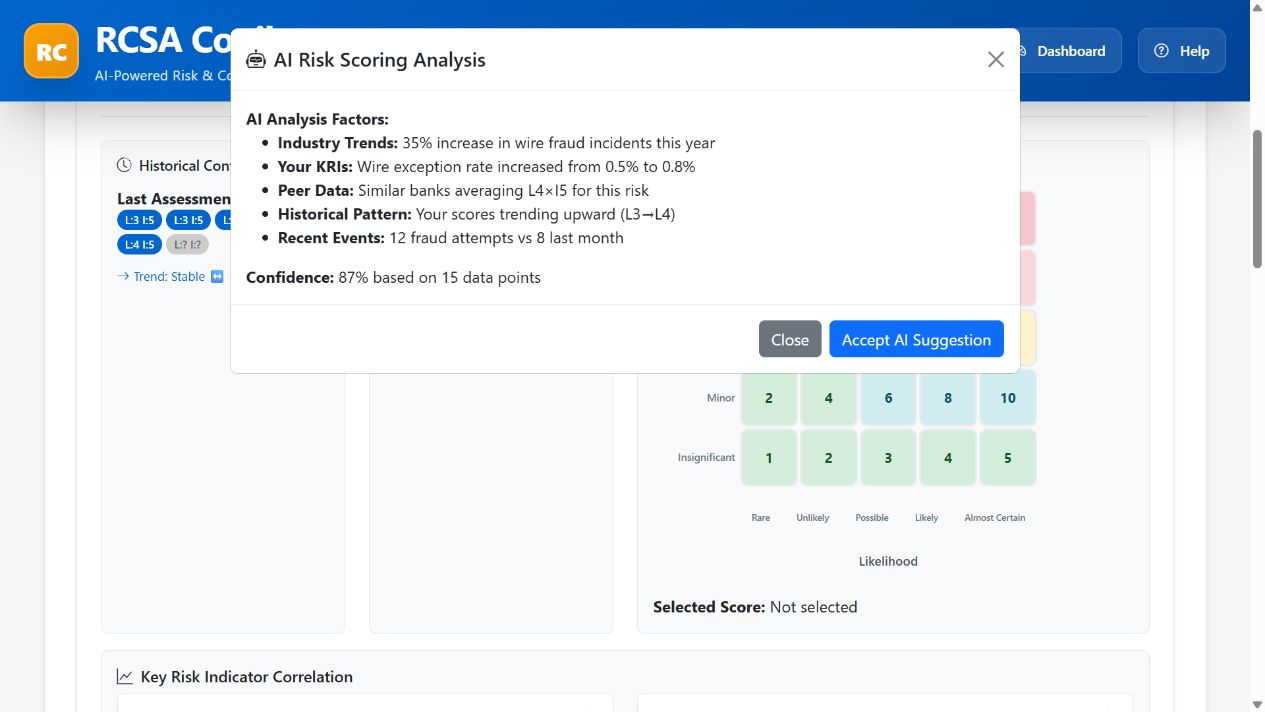 RC
RCSA Co
AI-Powered Risk & Co
Dashboard
Help
AI Risk Scoring Analysis
AI Analysis Factors:
• Industry Trends: 35% increase in wire fraud incidents this year
• Your KRIs: Wire exception rate increased from 0.5% to 0.8%
• Peer Data: Similar banks averaging L4×I5 for this risk
• Historical Pattern: Your scores trending upward (L3→L4)
• Recent Events: 12 fraud attempts vs 8 last month
Confidence: 87% based on 15 data points
Close
Accept AI Suggestion
Historical Con
Last Assessmen
L:3 I:5 L:3 I:5 L:
L:4 I:5 L:? I:?
→ Trend: Stable ↔
Minor 2 4 6 8 10
Insignificant 1 2 3 4 5
Rare Unlikely Possible Likely Almost Certain
Likelihood
Selected Score: Not selected
Key Risk Indicator Correlation